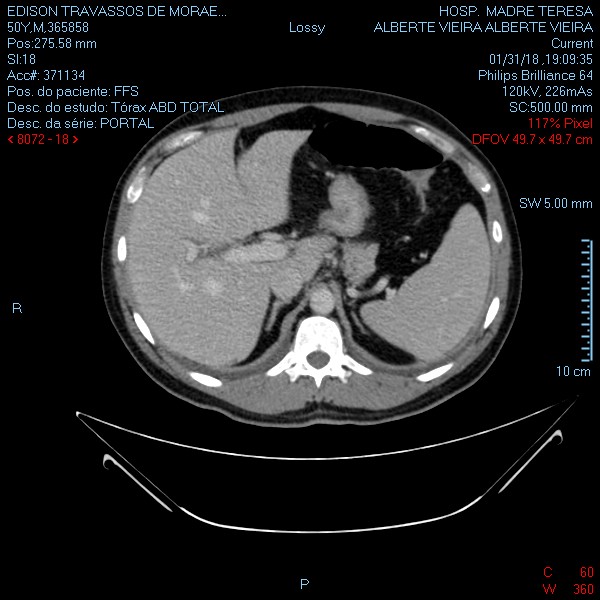 EDISON TRAVASSOS DE MORAE...
50Y,M,365858
Pos:275.58 mm
SI:18
Acc#: 371134
Pos. do paciente: FFS
Desc. do estudo: Tórax ABD TOTAL
Desc. da série: PORTAL
< 8072 - 18 >
Lossy
HOSP. MADRE TERESA
ALBERTE VIEIRA ALBERTE VIEIRA
Current
01/31/18 ,19:09:35
Philips Brilliance 64
120kV, 226mAs
SC:500.00 mm
117% Pixel
DFOV 49.7 x 49.7 cm
SW 5.00 mm
R
10 cm
P
C 60
W 360